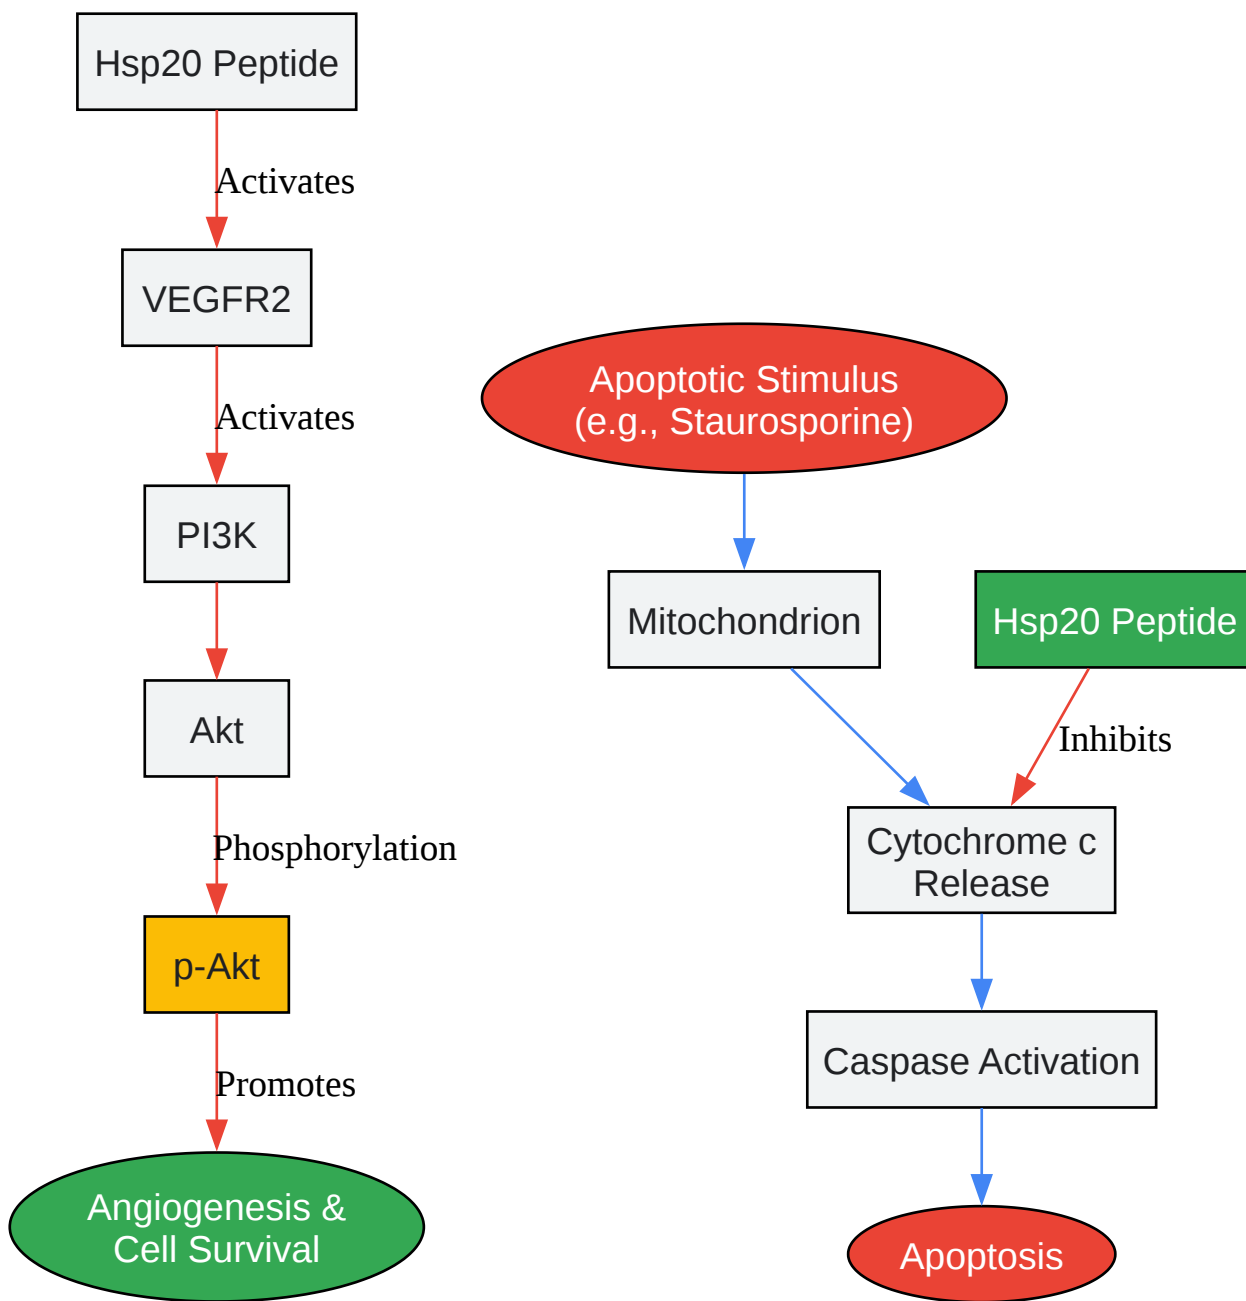 Hsp20 Peptide
Activates
VEGFR2
Activates
PI3K
Akt
Phosphorylation
p-Akt
Promotes
Angiogenesis &
Cell Survival
Apoptotic Stimulus
(e.g., Staurosporine)
Mitochondrion
Hsp20 Peptide
Inhibits
Cytochrome c
Release
Caspase Activation
Apoptosis